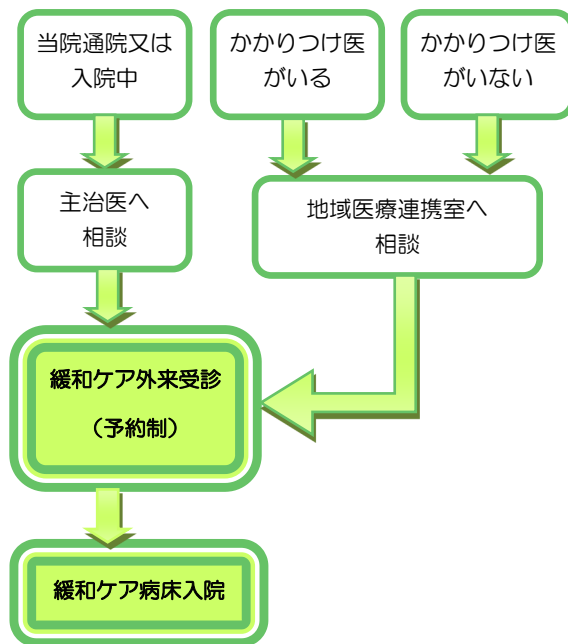 当院通院又は
入院中
かかりつけ医
がいる
かかりつけ医
がいない
主治医へ
相談
地域医療連携室へ
相談
緩和ケア外来受診
（予約制）
緩和ケア病床入院